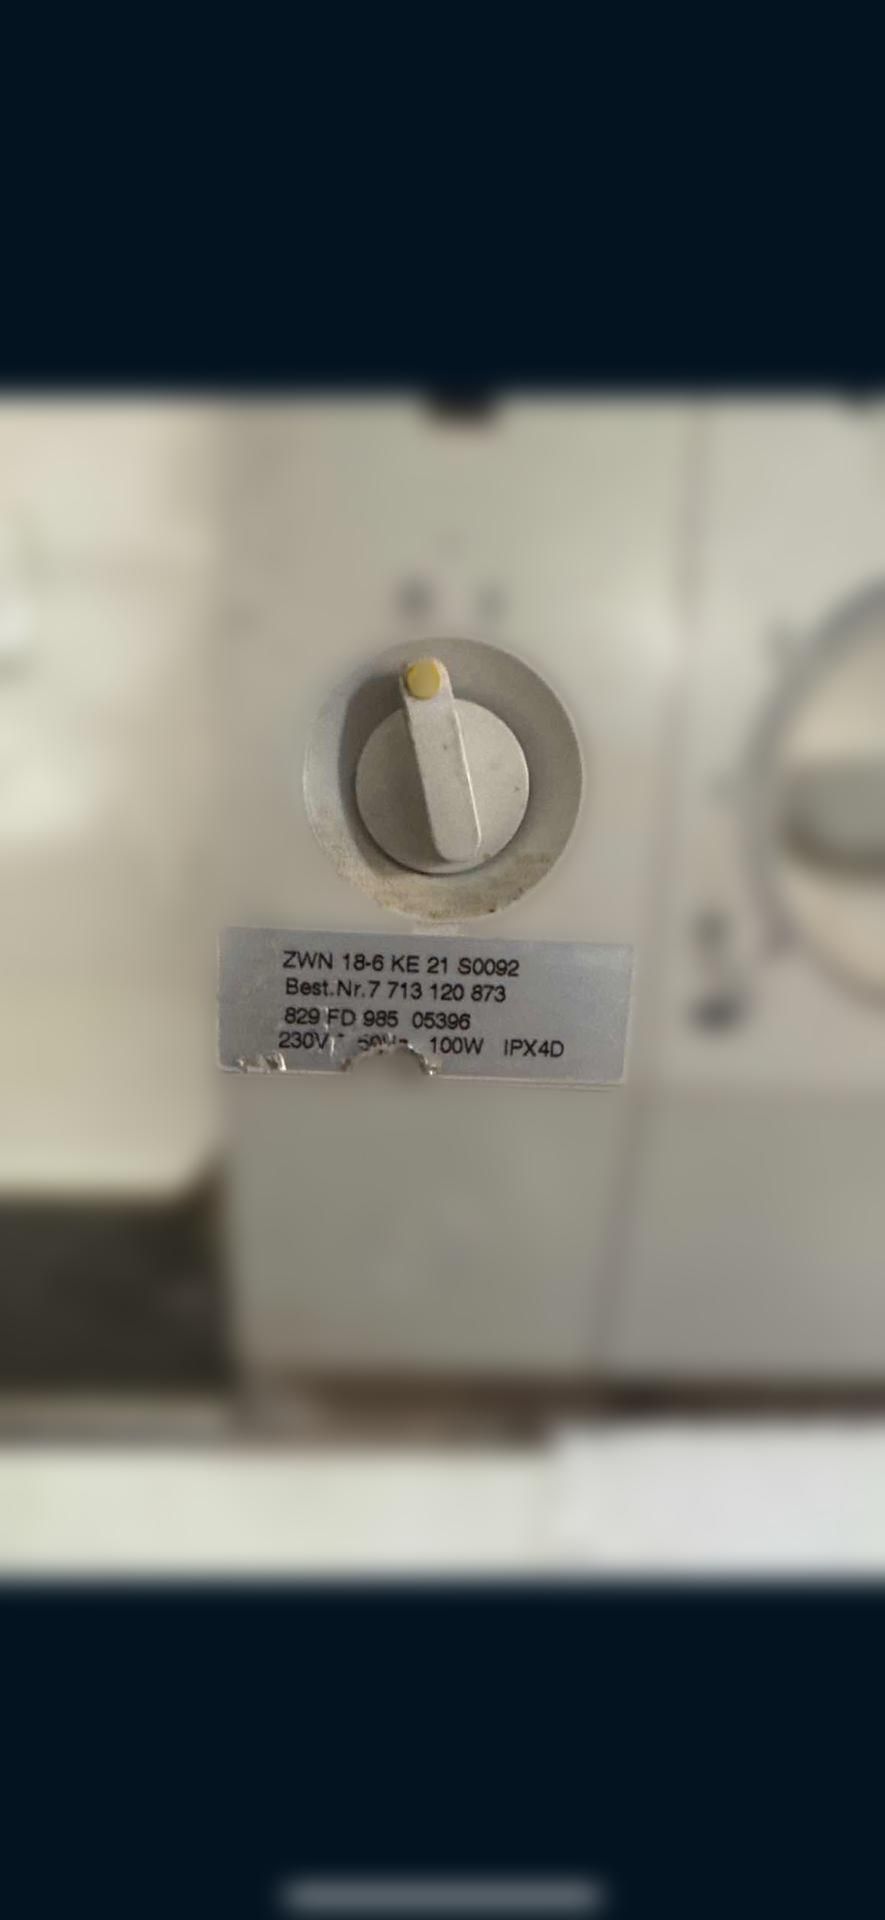 ZWN 18-6 KE 21 S0092
Best.Nr.7 713 120 873
829 FD 985 05396
230V 50Hz 100W IPX4D